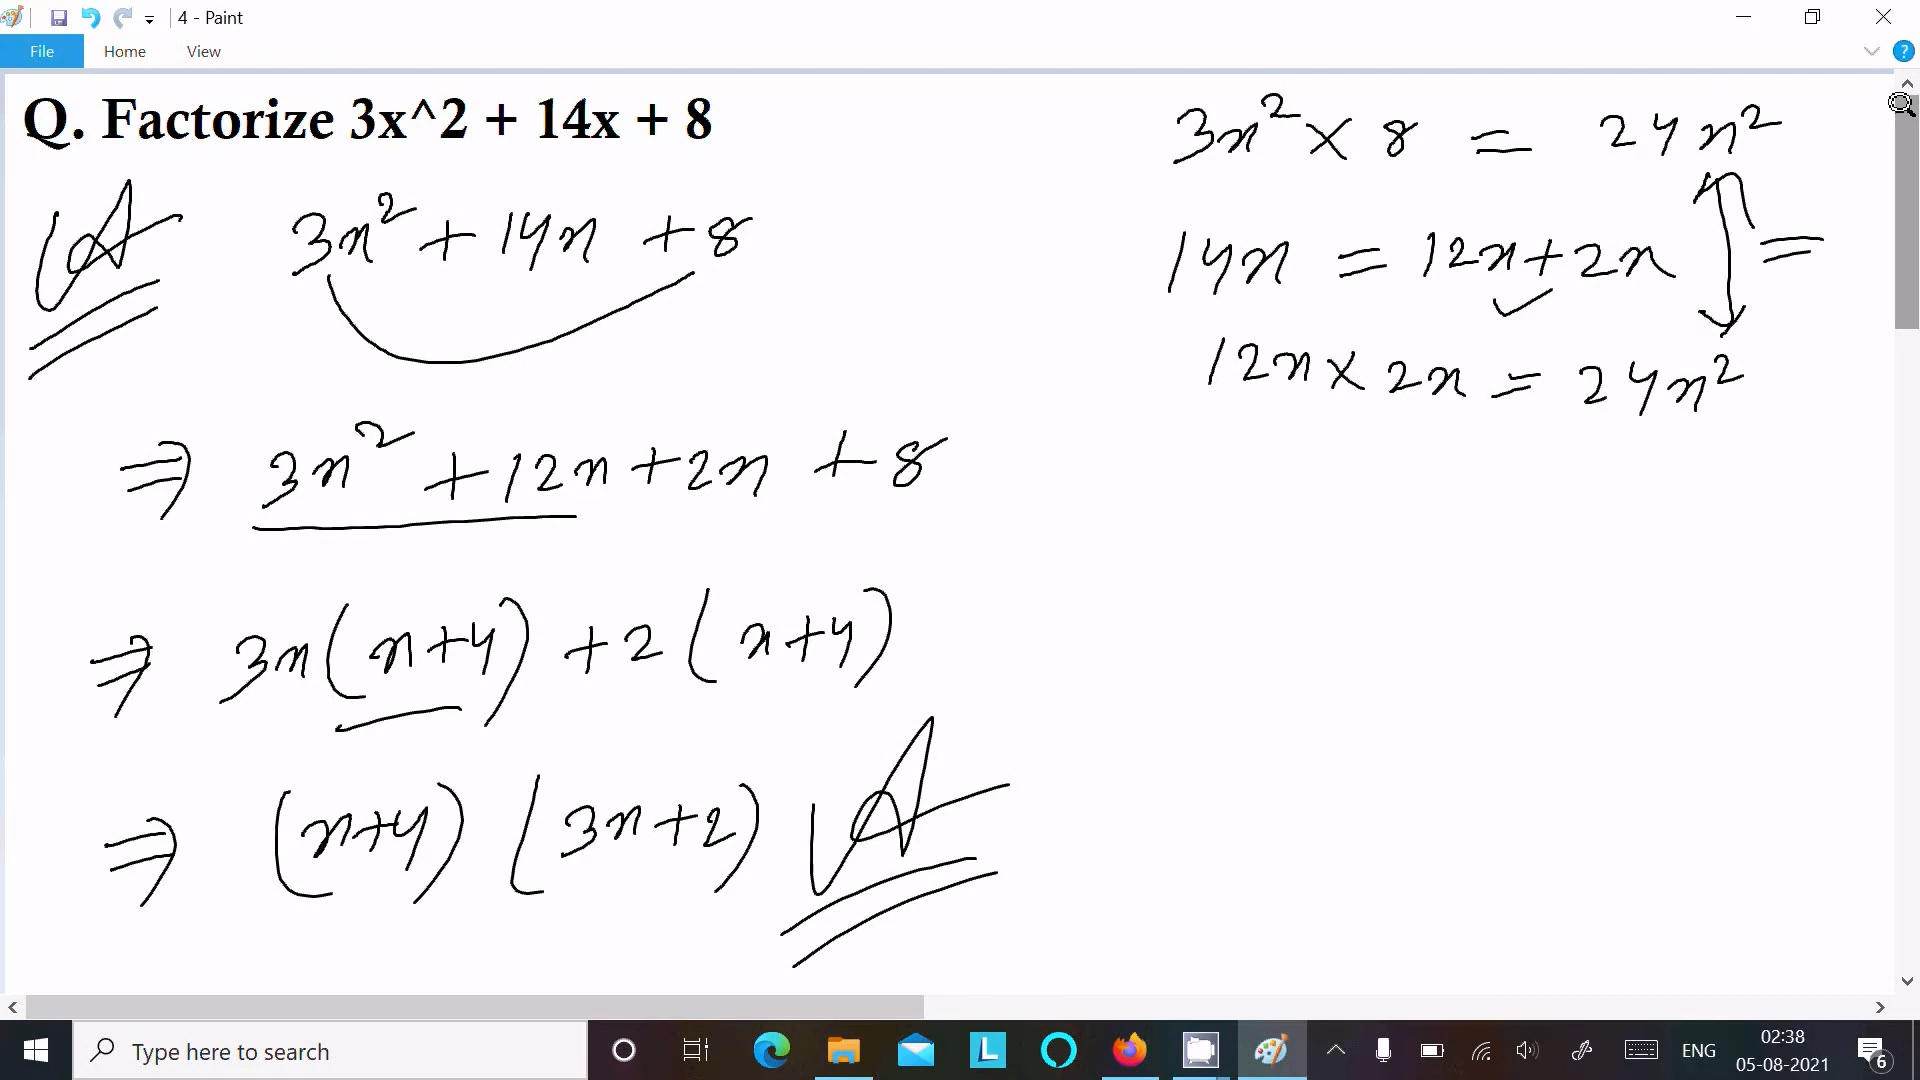 4 - Paint
File Home View
Q. Factorize 3x^2 + 14x + 8
3x² + 14x + 8
⇒ 3x² + 12x + 2x + 8
⇒ 3x(x+4) + 2(x+4)
⇒ (x+4) (3x+2)
3x² × 8 = 24x²
14x = 12x + 2x =
12x × 2x = 24x²
Type here to search
L
ENG
02:38
05-08-2021
6